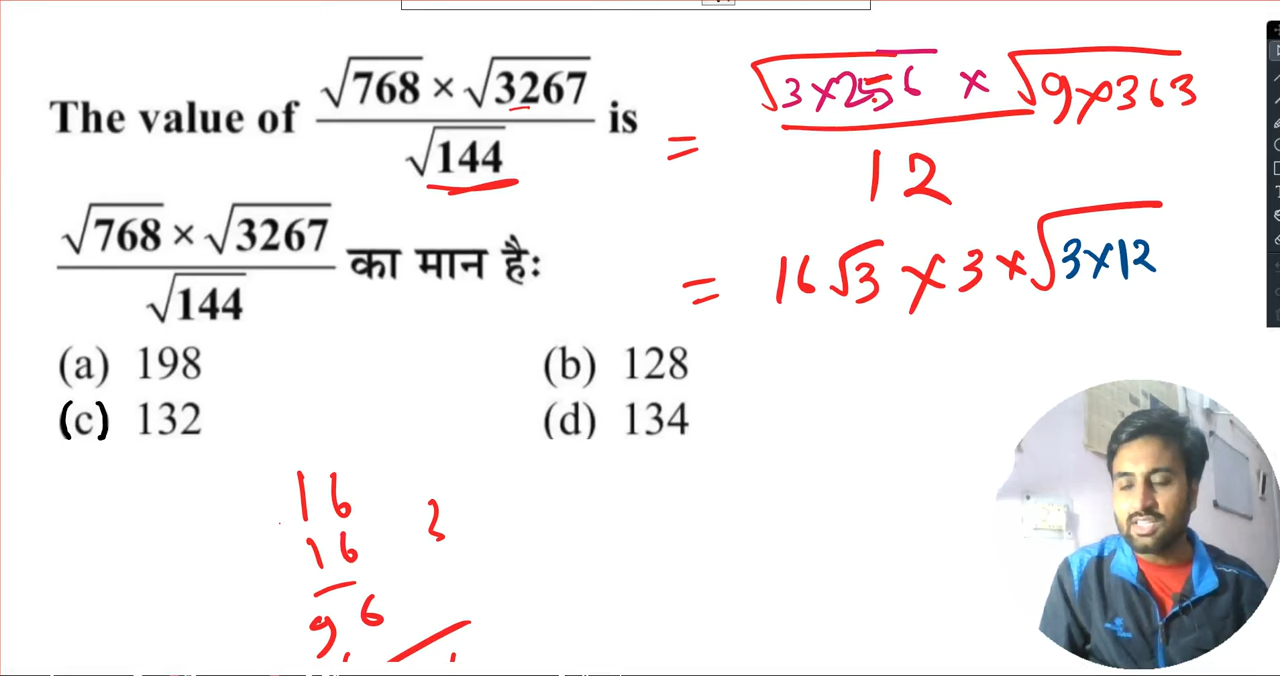 The value of √768 × √3267 / √144 is
√768 × √3267 / √144 का मान है:
(a) 198 (b) 128
(c) 132 (d) 134
= √3×256 × √9×363 / 12
= 16√3 × 3 × √3×12
16 3
16
96